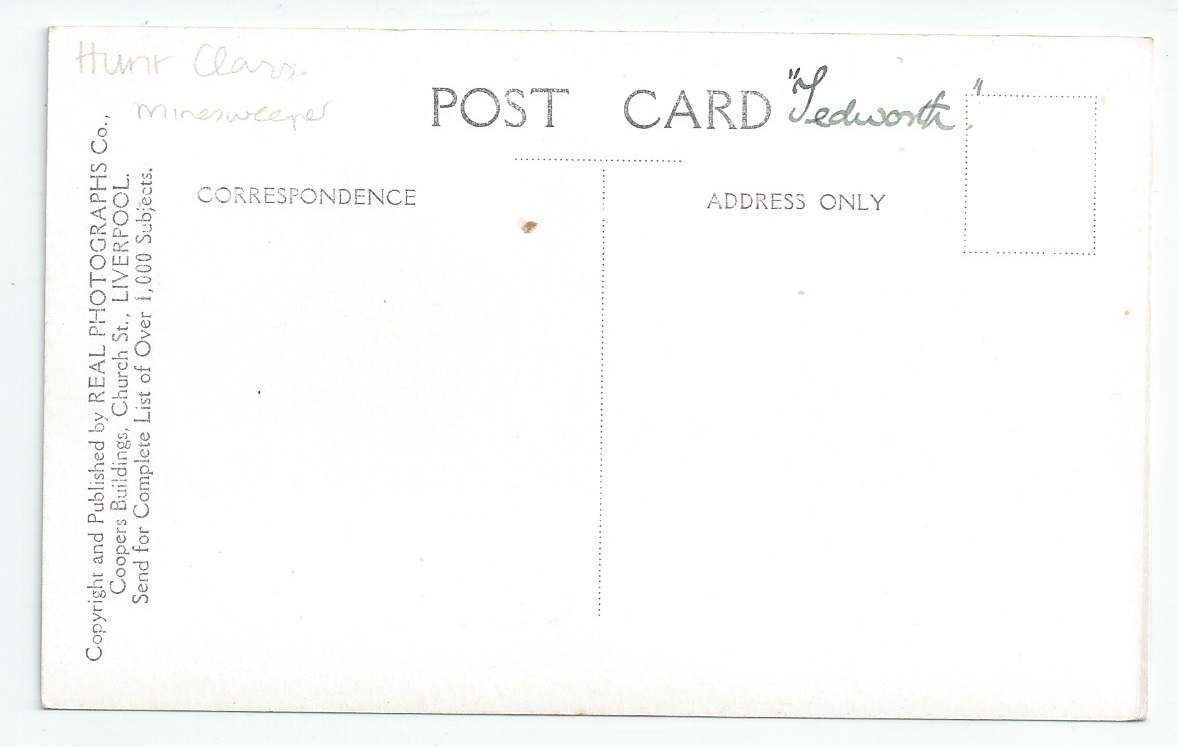 Hunt Class.
minesweeper
POST CARD
"Tedworth."
CORRESPONDENCE
ADDRESS ONLY
Copyright and Published by REAL PHOTOGRAPHS Co.,
Coopers Buildings, Church St., LIVERPOOL.
Send for Complete List of Over 1,000 Subjects.